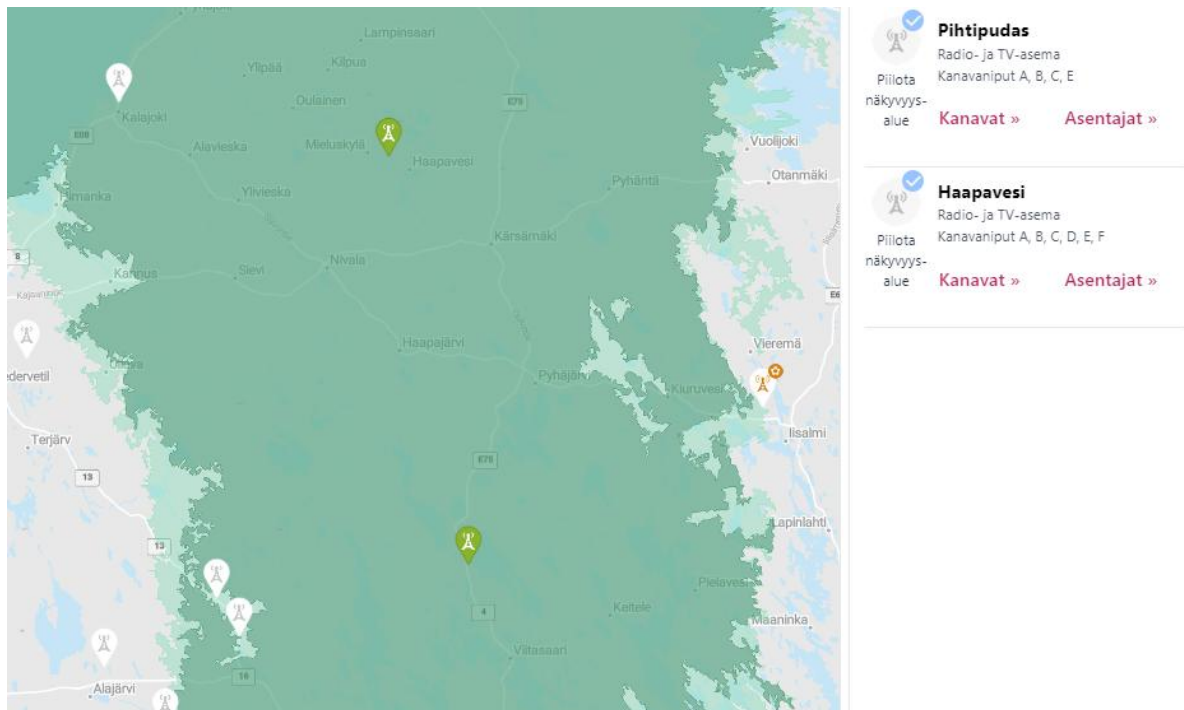 Lampinsaari
Kilpua
Ylipää
Oulainen
E75
Kalajoki
E08
Alavieska
Mieluskylä
Haapavesi
Vuolijoki
Otanmäki
Pyhäntä
Himanka
Ylivieska
Kärsämäki
8
Kannus
Sievi
Nivala
E6
Haapajärvi
Vieremä
edervetil
Pyhäjärvi
Kiuruvesi
Iisalmi
Terjärv
E75
13
Lapinlahti
13
Pielavesi
4
Keitele
Maaninka
Viitasaari
16
Alajärvi
Pihtipudas
Radio- ja TV-asema
Kanavaniput A, B, C, E
Piilota
näkyvyys-
alue
Kanavat »
Asentajat »
Haapavesi
Radio- ja TV-asema
Kanavaniput A, B, C, D, E, F
Piilota
näkyvyys-
alue
Kanavat »
Asentajat »